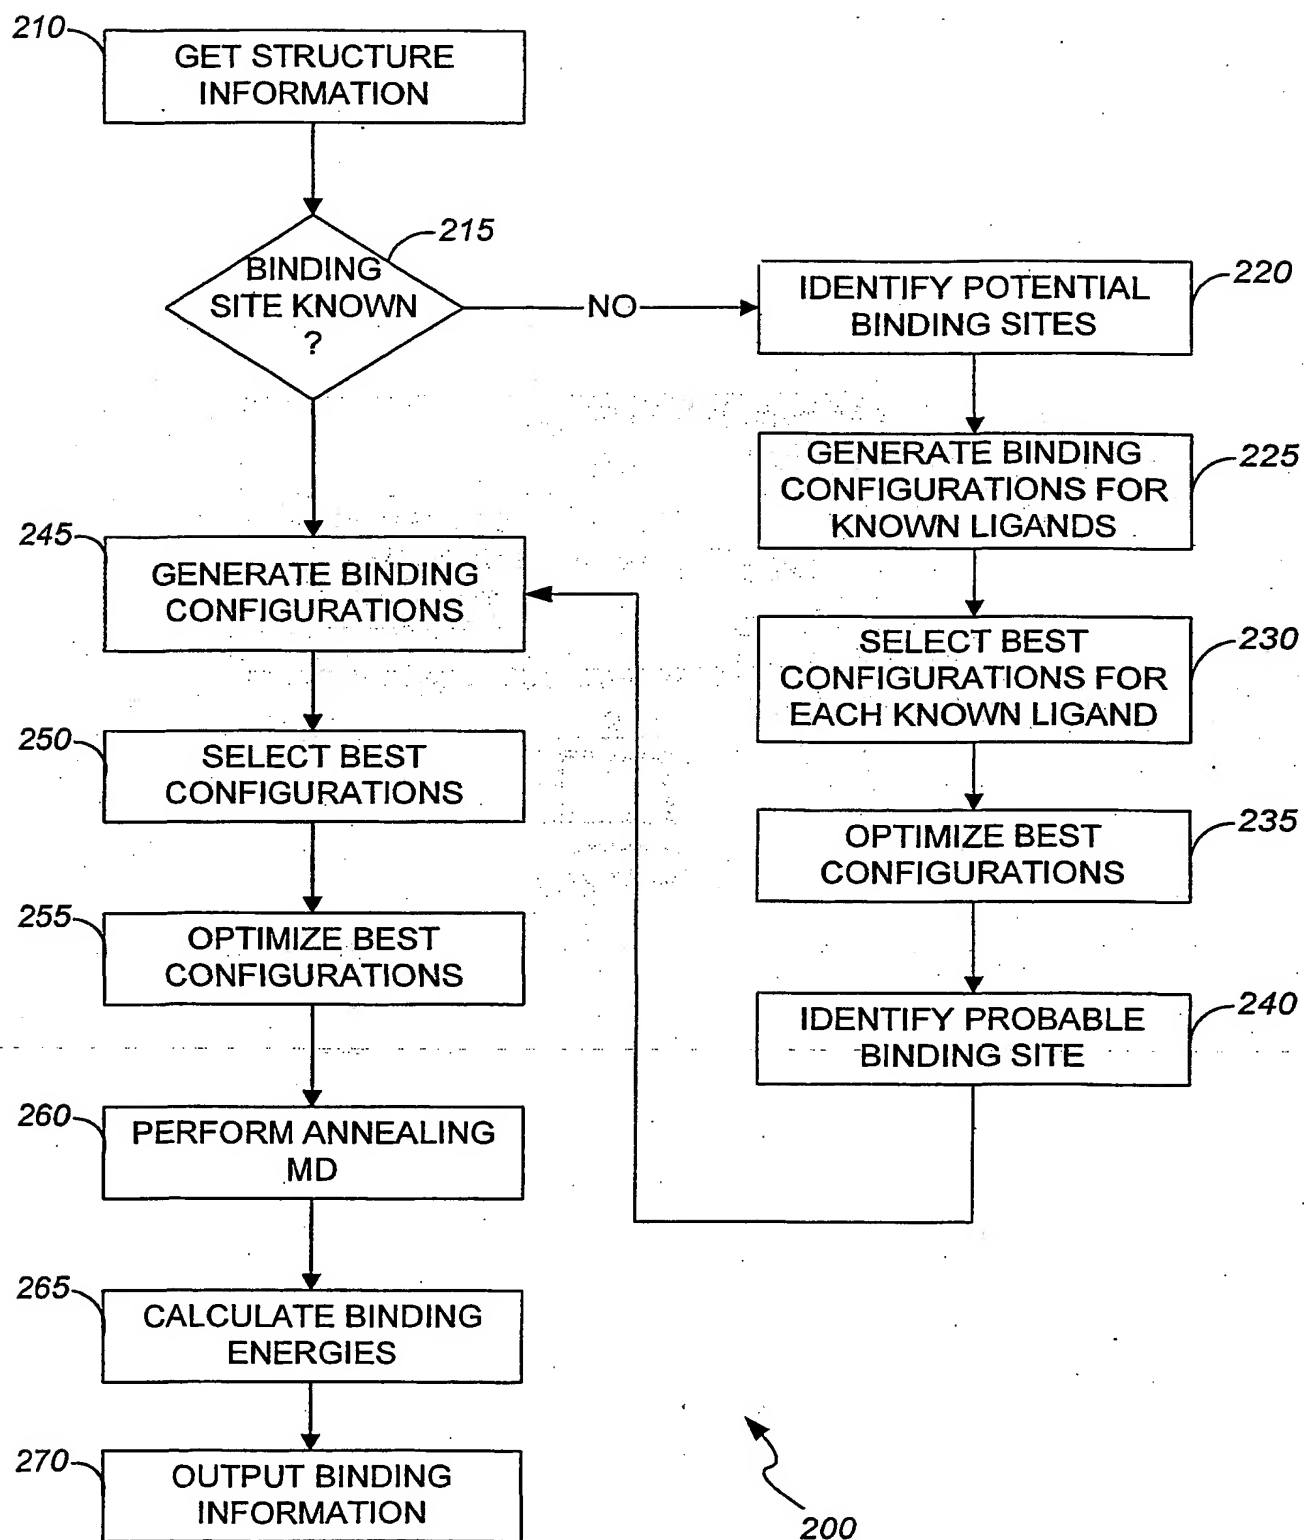 210
GET STRUCTURE
INFORMATION
215
BINDING
SITE KNOWN
?
NO
220
IDENTIFY POTENTIAL
BINDING SITES
225
GENERATE BINDING
CONFIGURATIONS FOR
KNOWN LIGANDS
230
SELECT BEST
CONFIGURATIONS FOR
EACH KNOWN LIGAND
235
OPTIMIZE BEST
CONFIGURATIONS
240
IDENTIFY PROBABLE
BINDING SITE
245
GENERATE BINDING
CONFIGURATIONS
250
SELECT BEST
CONFIGURATIONS
255
OPTIMIZE BEST
CONFIGURATIONS
260
PERFORM ANNEALING
MD
265
CALCULATE BINDING
ENERGIES
270
OUTPUT BINDING
INFORMATION
200